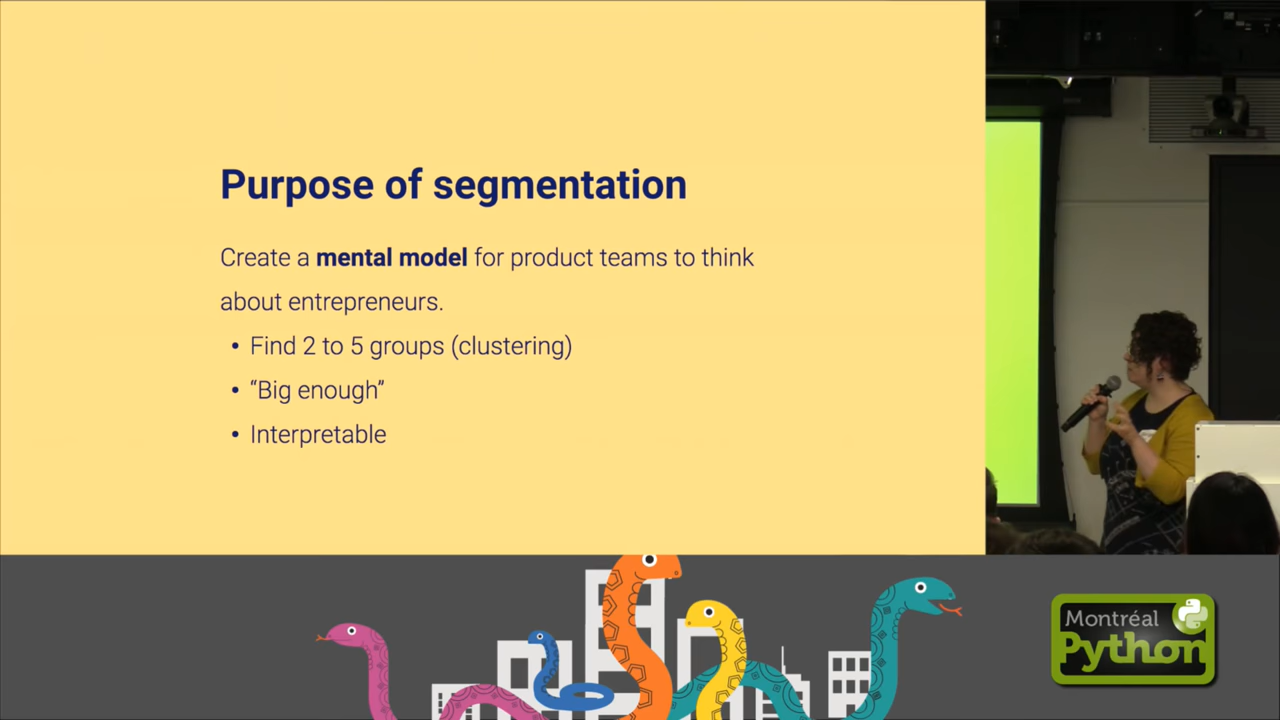 Purpose of segmentation
Create a mental model for product teams to think
about entrepreneurs.
• Find 2 to 5 groups (clustering)
• “Big enough”
• Interpretable
Montréal
Python